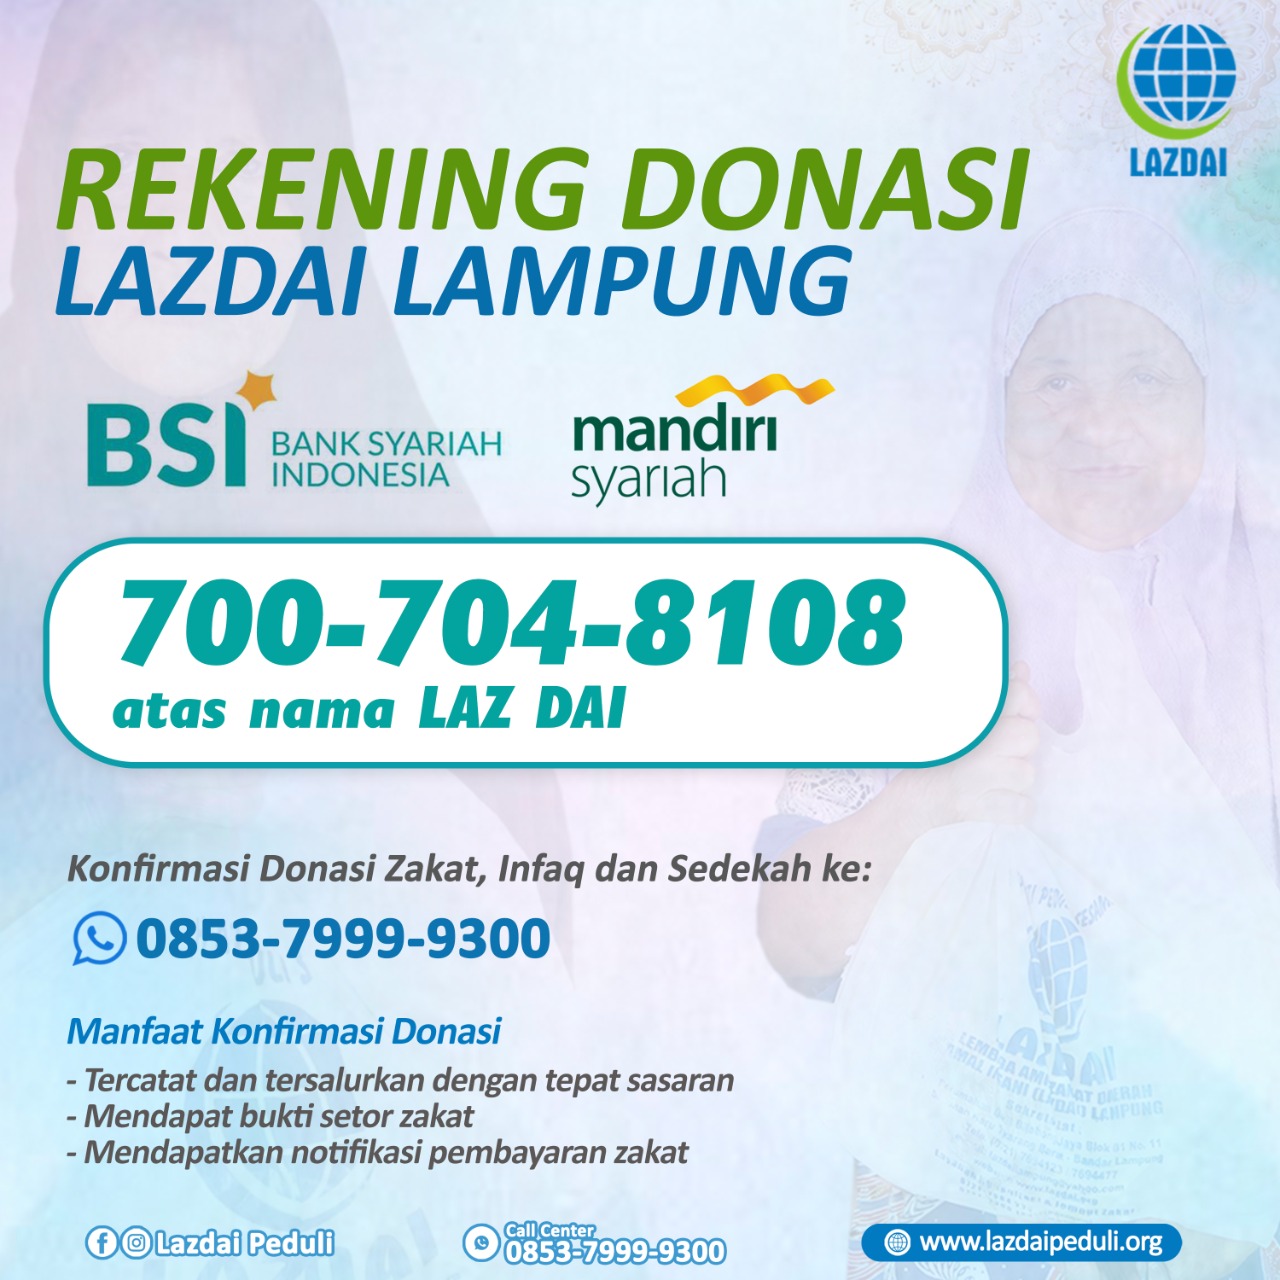 LAZDAI
REKENING DONASI
LAZDAI LAMPUNG
BSI BANK SYARIAH
INDONESIA
mandiri
syariah
700-704-8108
atas nama LAZ DAI
Konfirmasi Donasi Zakat, Infaq dan Sedekah ke:
0853-7999-9300
Manfaat Konfirmasi Donasi
- Tercatat dan tersalurkan dengan tepat sasaran
- Mendapat bukti setor zakat
- Mendapatkan notifikasi pembayaran zakat
LAZDAI
LAMPUNG
Lazdai Peduli
Call Center
0853-7999-9300
www.lazdaipeduli.org